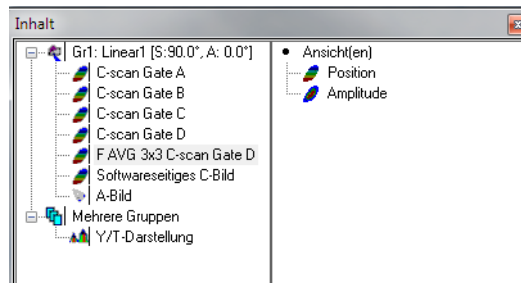 Inhalt
Gr1: Linear1 [S:90.0°, A: 0.0°]
C-scan Gate A
C-scan Gate B
C-scan Gate C
C-scan Gate D
F AVG 3x3 C-scan Gate D
Softwareseitiges C-Bild
A-Bild
Mehrere Gruppen
Y/T-Darstellung
Ansicht(en)
Position
Amplitude